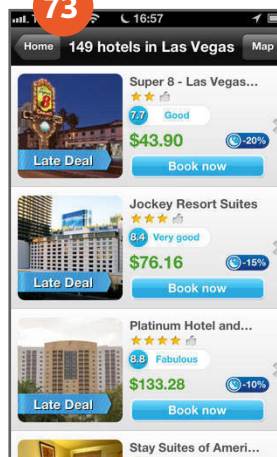 73
16:57
Home
149 hotels in Las Vegas
Map
Super 8 - Las Vegas...
7.7 Good
$43.90
-20%
Late Deal
Book now
Jockey Resort Suites
8.4 Very good
$76.16
-15%
Late Deal
Book now
Platinum Hotel and...
8.8 Fabulous
$133.28
-10%
Late Deal
Book now
Stay Suites of Ameri...